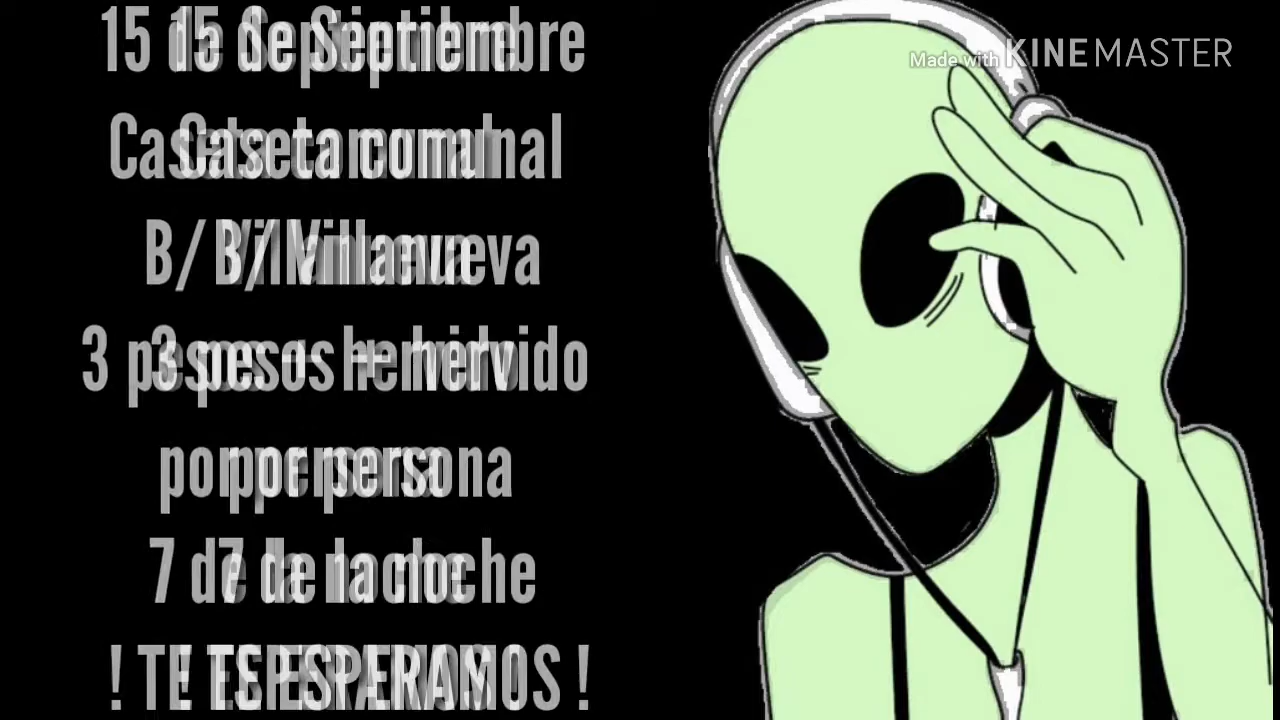 15 de Septiembre
Caseta comunal
B/ Villanueva
3 pesos + hervido
por persona
7 de la noche
! TE ESPERAMOS !
Made with KINEMASTER